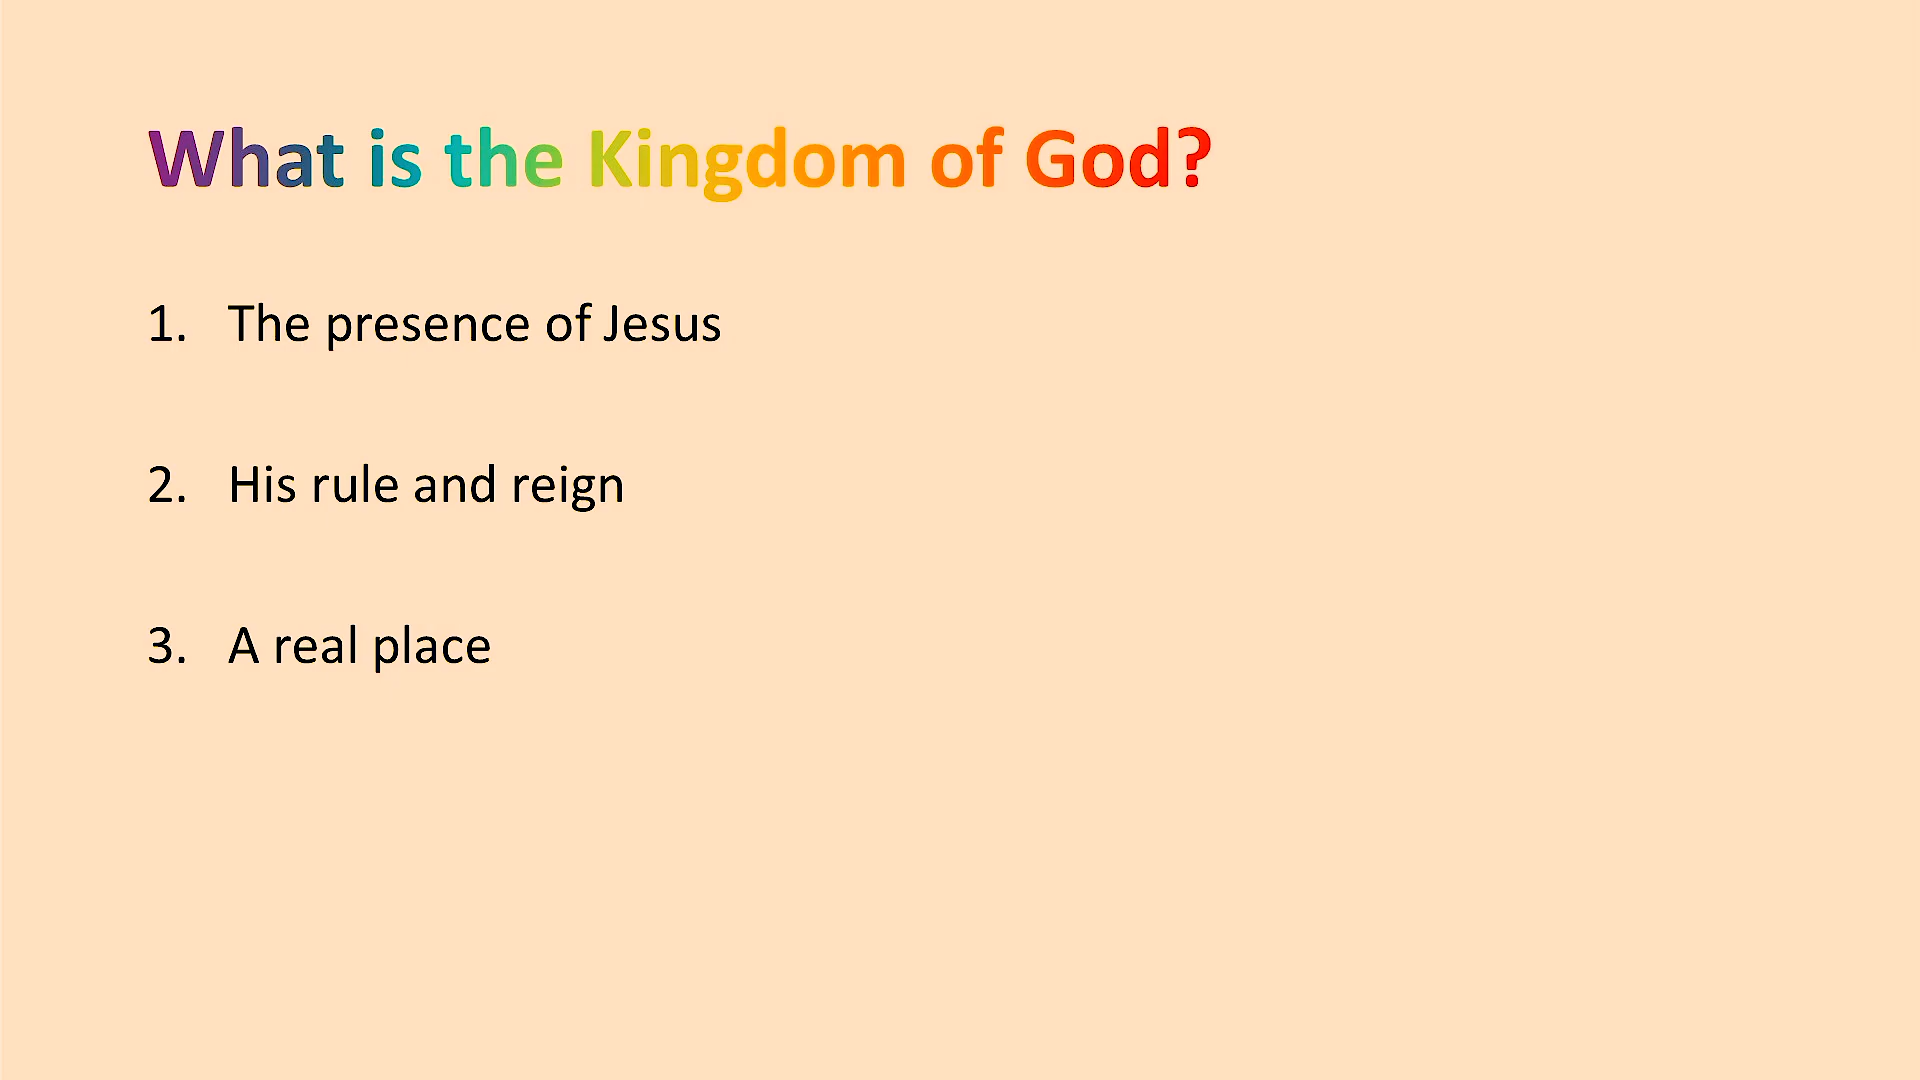 What is the Kingdom of God?
1. The presence of Jesus
2. His rule and reign
3. A real place